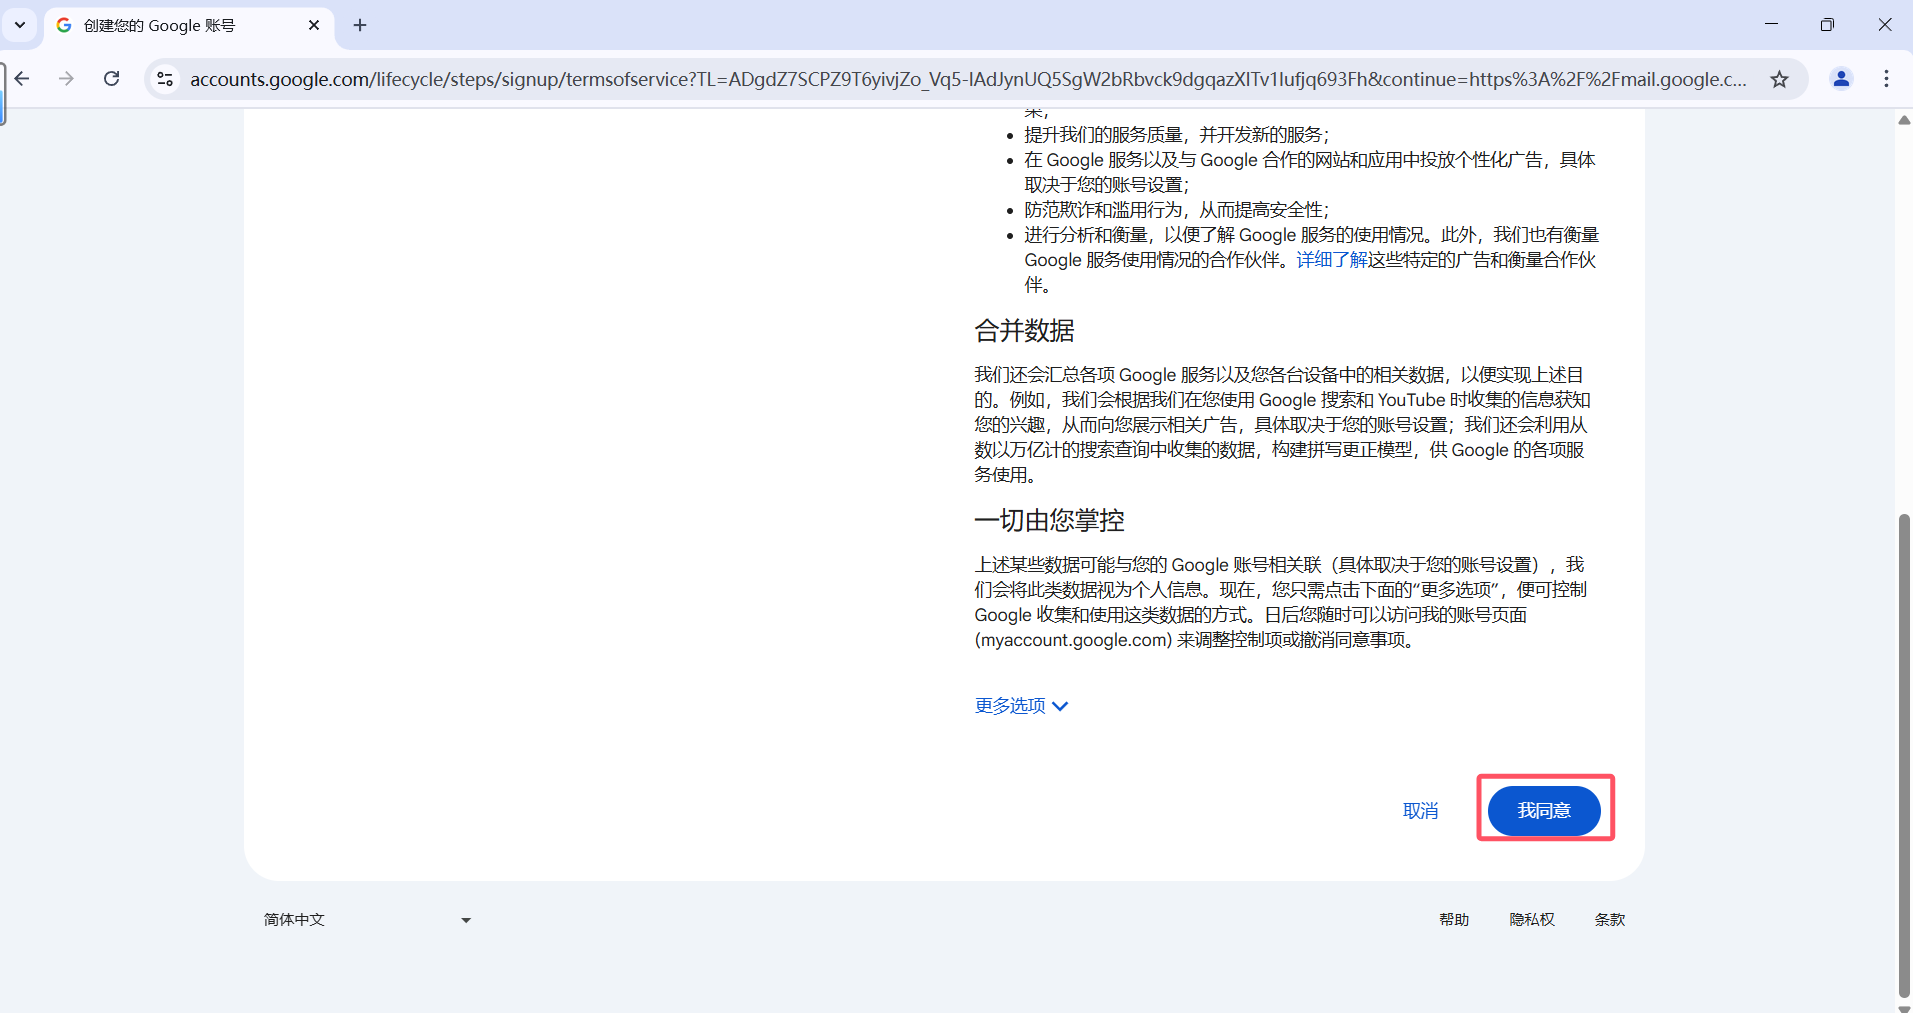 创建您的 Google 账号
accounts.google.com/lifecycle/steps/signup/termsofservice?TL=ADgdZ7SCPZ9T6yivjZo_Vq5-IAdJynUQ5SgW2bRbvck9dgqazXITv1Iufjq693Fh&continue=https%3A%2F%2Fmail.google.c...
果；
提升我们的服务质量，并开发新的服务；
在 Google 服务以及与 Google 合作的网站和应用中投放个性化广告，具体
取决于您的账号设置；
防范欺诈和滥用行为，从而提高安全性；
进行分析和衡量，以便了解 Google 服务的使用情况。此外，我们也有衡量
Google 服务使用情况的合作伙伴。详细了解这些特定的广告和衡量合作伙
伴。
合并数据
我们还会汇总各项 Google 服务以及您各台设备中的相关数据，以便实现上述目
的。例如，我们会根据我们在您使用 Google 搜索和 YouTube 时收集的信息获知
您的兴趣，从而向您展示相关广告，具体取决于您的账号设置；我们还会利用从
数以万亿计的搜索查询中收集的数据，构建拼写更正模型，供 Google 的各项服
务使用。
一切由您掌控
上述某些数据可能与您的 Google 账号相关联（具体取决于您的账号设置），我
们会将此类数据视为个人信息。现在，您只需点击下面的“更多选项”，便可控制
Google 收集和使用这类数据的方式。日后您随时可以访问我的账号页面
(myaccount.google.com) 来调整控制项或撤消同意事项。
更多选项
取消
我同意
简体中文
帮助
隐私权
条款